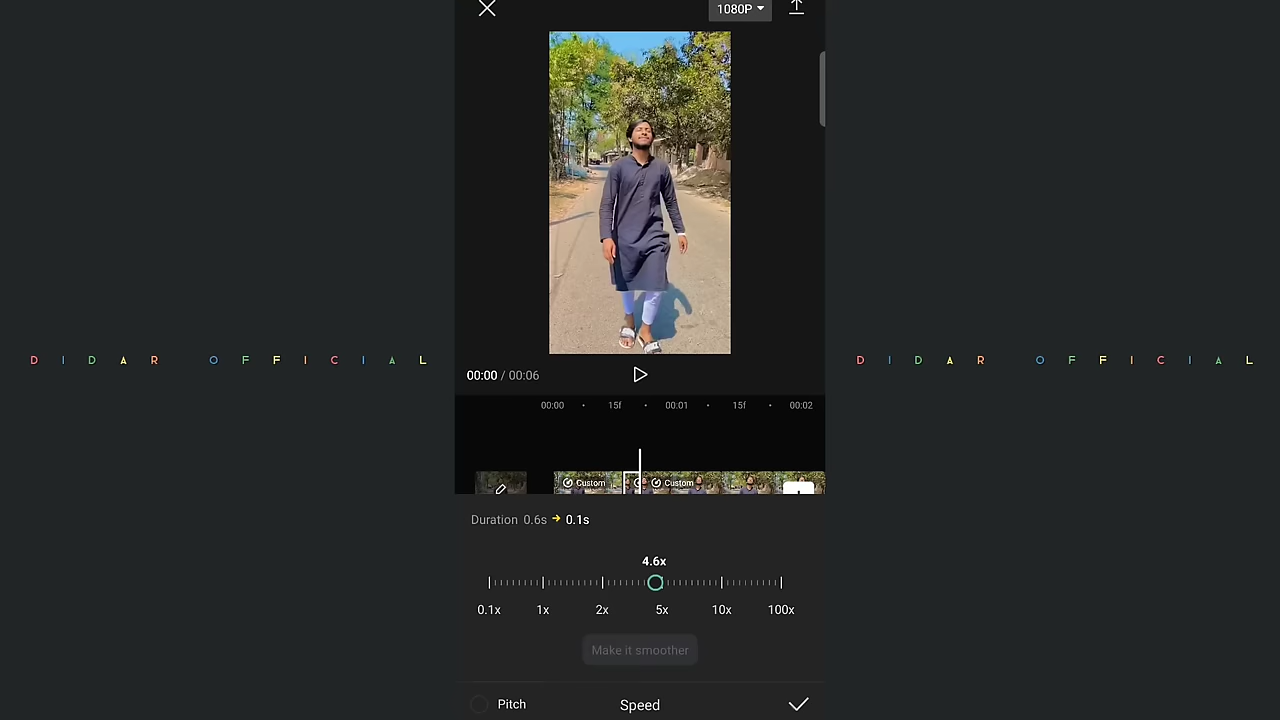 1080P
D I D A R O F F I C I A L
D I D A R O F F I C I A L
00:00 / 00:06
00:00 15f 00:01 15f 00:02
Custom Custom
Duration 0.6s → 0.1s
4.6x
0.1x 1x 2x 5x 10x 100x
Make it smoother
Pitch Speed